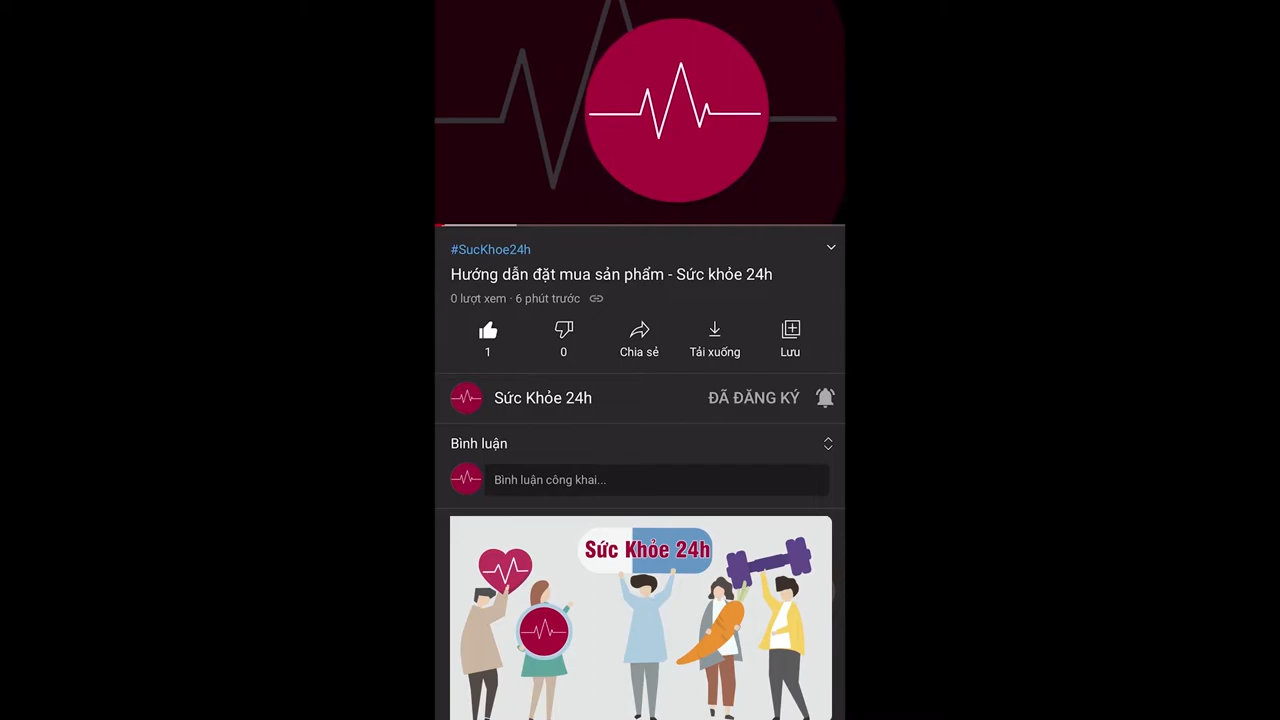 #SucKhoe24h
Hướng dẫn đặt mua sản phẩm - Sức khỏe 24h
0 lượt xem · 6 phút trước
1
0
Chia sẻ
Tải xuống
Lưu
Sức Khỏe 24h
ĐÃ ĐĂNG KÝ
Bình luận
Bình luận công khai...
Sức Khỏe 24h